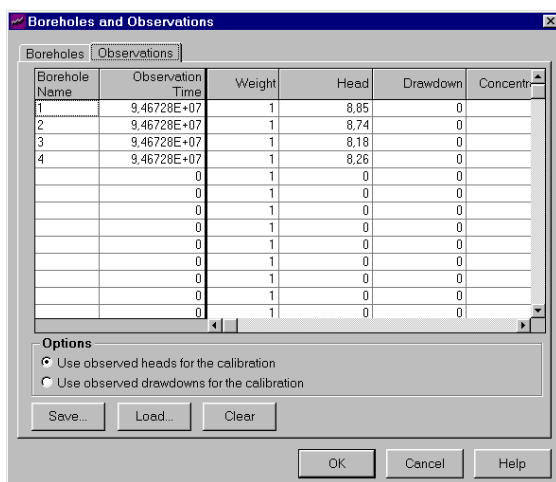 Boreholes and Observations
Boreholes Observations
Borehole Name Observation Time Weight Head Drawdown
1 9,46728E+07 1 8,85 0
2 9,46728E+07 1 8,74 0
3 9,46728E+07 1 8,18 0
4 9,46728E+07 1 8,26 0
0 1 0 0
0 1 0 0
0 1 0 0
0 1 0 0
0 1 0 0
0 1 0 0
0 1 0 0
0 1 0 0
Options
Use observed heads for the calibration
Use observed drawdowns for the calibration
Save... Load... Clear
OK Cancel Help